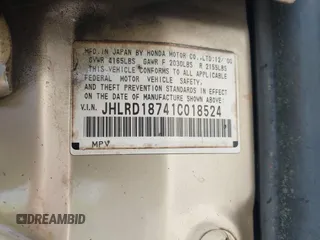 MFD. IN JAPAN BY HONDA MOTOR CO.,LTD.12/00
GVWR 4165LBS GAWR F 2030LBS R 2155LBS
THIS VEHICLE CONFORMS TO ALL APPLICABLE
FEDERAL MOTOR VEHICLE SAFETY AND
THEFT PREVENTION STANDARDS IN EFFECT ON
THE DATE OF MANUFACTURE SHOWN ABOVE.
V.I.N. JHLRD18741C018524
MPV
© DREAMBID